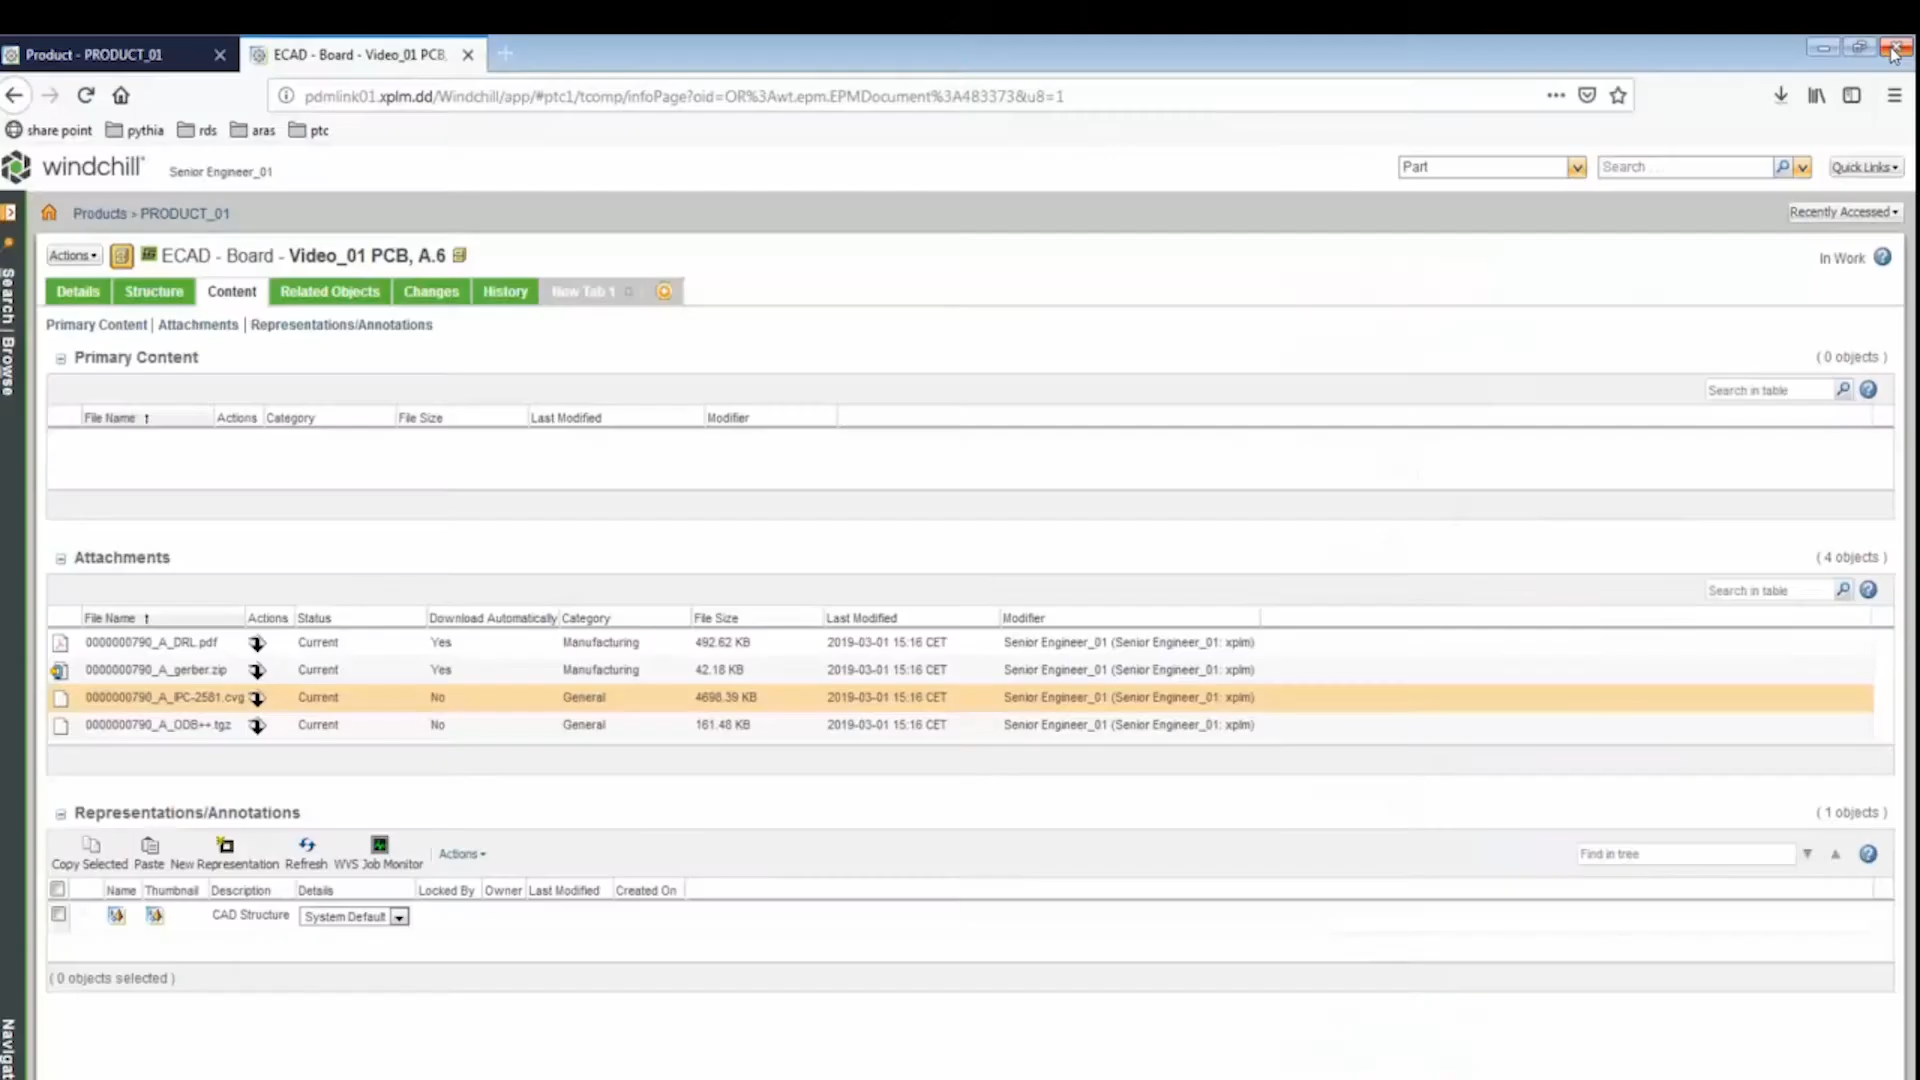 Product - PRODUCT_01
ECAD - Board - Video_01 PCB,
pdmlink01.xplm.dd/Windchill/app/#ptc1/tcomp/infoPage?oid=OR%3Awt.epm.EPMDocument%3A483373&u8=1
share point pythia rds aras ptc
windchill Senior Engineer_01 Part Search ... Quick Links
Products > PRODUCT_01 Recently Accessed
Actions ECAD - Board - Video_01 PCB, A.6 In Work
Details Structure Content Related Objects Changes History New Tab 1
Search | Browse
Primary Content | Attachments | Representations/Annotations
Primary Content ( 0 objects )
Search in table
File Name Actions Category File Size Last Modified Modifier
Attachments ( 4 objects )
Search in table
File Name Actions Status Download Automatically Category File Size Last Modified Modifier
0000000790_A_DRL.pdf Current Yes Manufacturing 492.62 KB 2019-03-01 15:16 CET Senior Engineer_01 (Senior Engineer_01: xplm)
0000000790_A_gerber.zip Current Yes Manufacturing 42.18 KB 2019-03-01 15:16 CET Senior Engineer_01 (Senior Engineer_01: xplm)
0000000790_A_IPC-2581.cvg Current No General 4698.39 KB 2019-03-01 15:16 CET Senior Engineer_01 (Senior Engineer_01: xplm)
0000000790_A_ODB++.tgz Current No General 161.48 KB 2019-03-01 15:16 CET Senior Engineer_01 (Senior Engineer_01: xplm)
Representations/Annotations ( 1 objects )
Copy Selected Paste New Representation Refresh WVS Job Monitor Actions Find in tree
Name Thumbnail Description Details Locked By Owner Last Modified Created On
CAD Structure System Default
( 0 objects selected )
Navigat